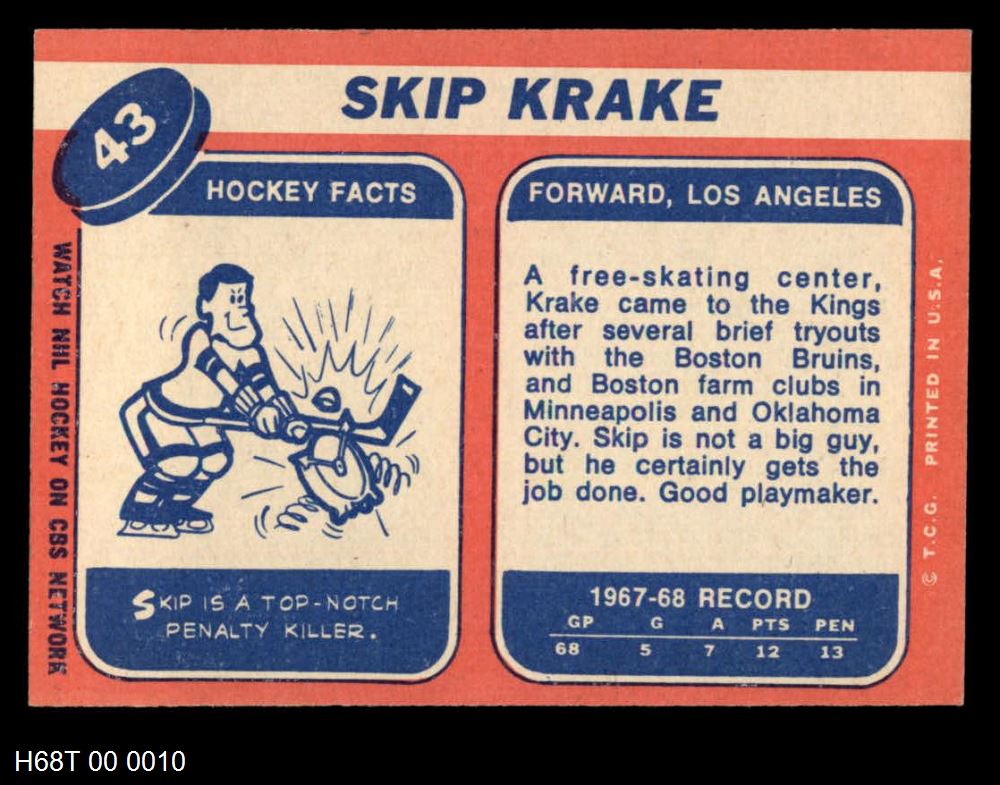 SKIP KRAKE
43
HOCKEY FACTS
SKIP IS A TOP-NOTCH
PENALTY KILLER.
WATCH NHL HOCKEY ON CBS NETWORK
FORWARD, LOS ANGELES
A free-skating center,
Krake came to the Kings
after several brief tryouts
with the Boston Bruins,
and Boston farm clubs in
Minneapolis and Oklahoma
City. Skip is not a big guy,
but he certainly gets the
job done. Good playmaker.
1967-68 RECORD
GP G A PTS PEN
68 5 7 12 13
© T.C.G. PRINTED IN U.S.A.
H68T 00 0010